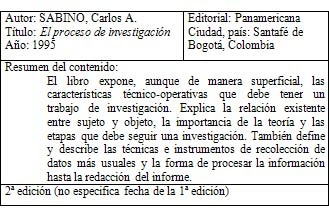 Autor: SABINO, Carlos A.
Título: El proceso de investigación
Año: 1995
Editorial: Panamericana
Ciudad, país: Santafé de
Bogotá, Colombia
Resumen del contenido:
El libro expone, aunque de manera superficial, las
características técnico-operativas que debe tener un
trabajo de investigación. Explica la relación existente
entre sujeto y objeto, la importancia de la teoría y las
etapas que debe seguir una investigación. También define
y describe las técnicas e instrumentos de recolección de
datos más usuales y la forma de procesar la información
hasta la redacción del informe.
2ª edición (no especifica fecha de la 1ª edición)